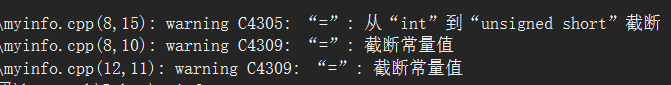 \myinfo.cpp(8,15): warning C4305: “=”: 从“int”到“unsigned short”截断
\myinfo.cpp(8,10): warning C4309: “=”: 截断常量值
\myinfo.cpp(12,11): warning C4309: “=”: 截断常量值